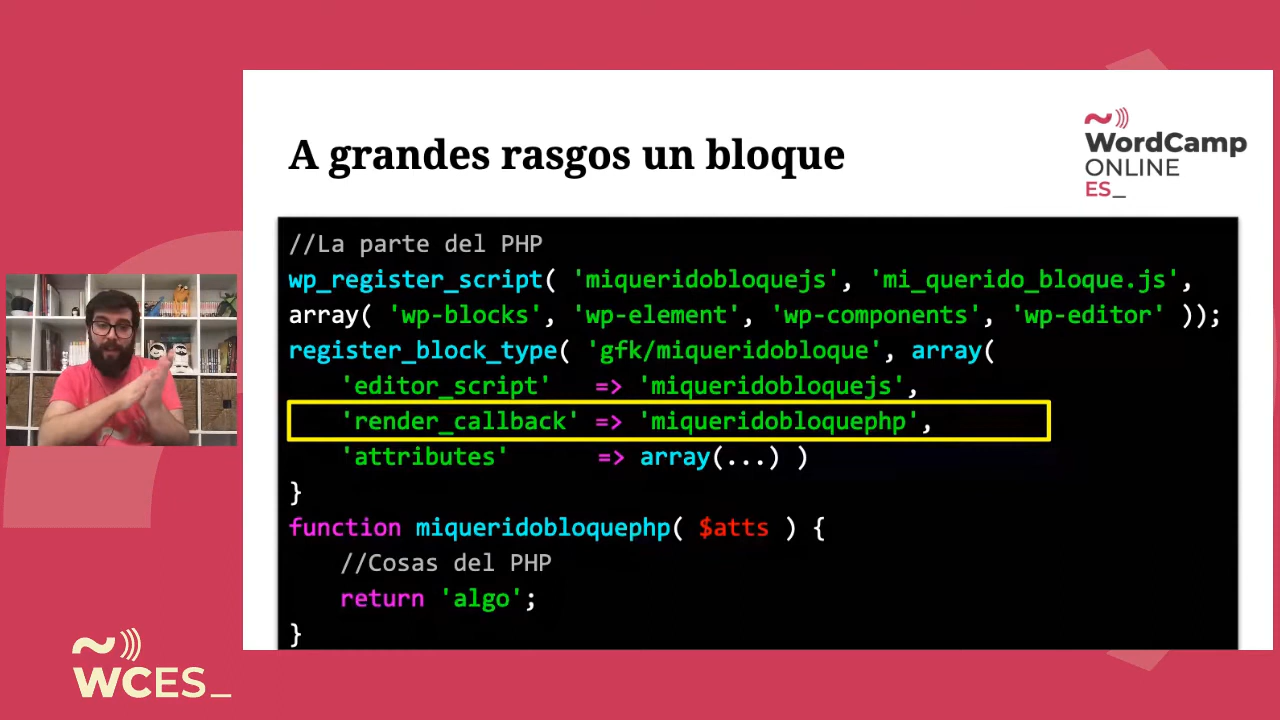 A grandes rasgos un bloque
WordCamp
ONLINE
ES_
//La parte del PHP
wp_register_script( 'miqueridobloquejs', 'mi_querido_bloque.js',
array( 'wp-blocks', 'wp-element', 'wp-components', 'wp-editor' ));
register_block_type( 'gfk/miqueridobloque', array(
'editor_script' => 'miqueridobloquejs',
'render_callback' => 'miqueridobloquephp',
'attributes' => array(...) )
}
function miqueridobloquephp( $atts ) {
//Cosas del PHP
return 'algo';
}
WCES_